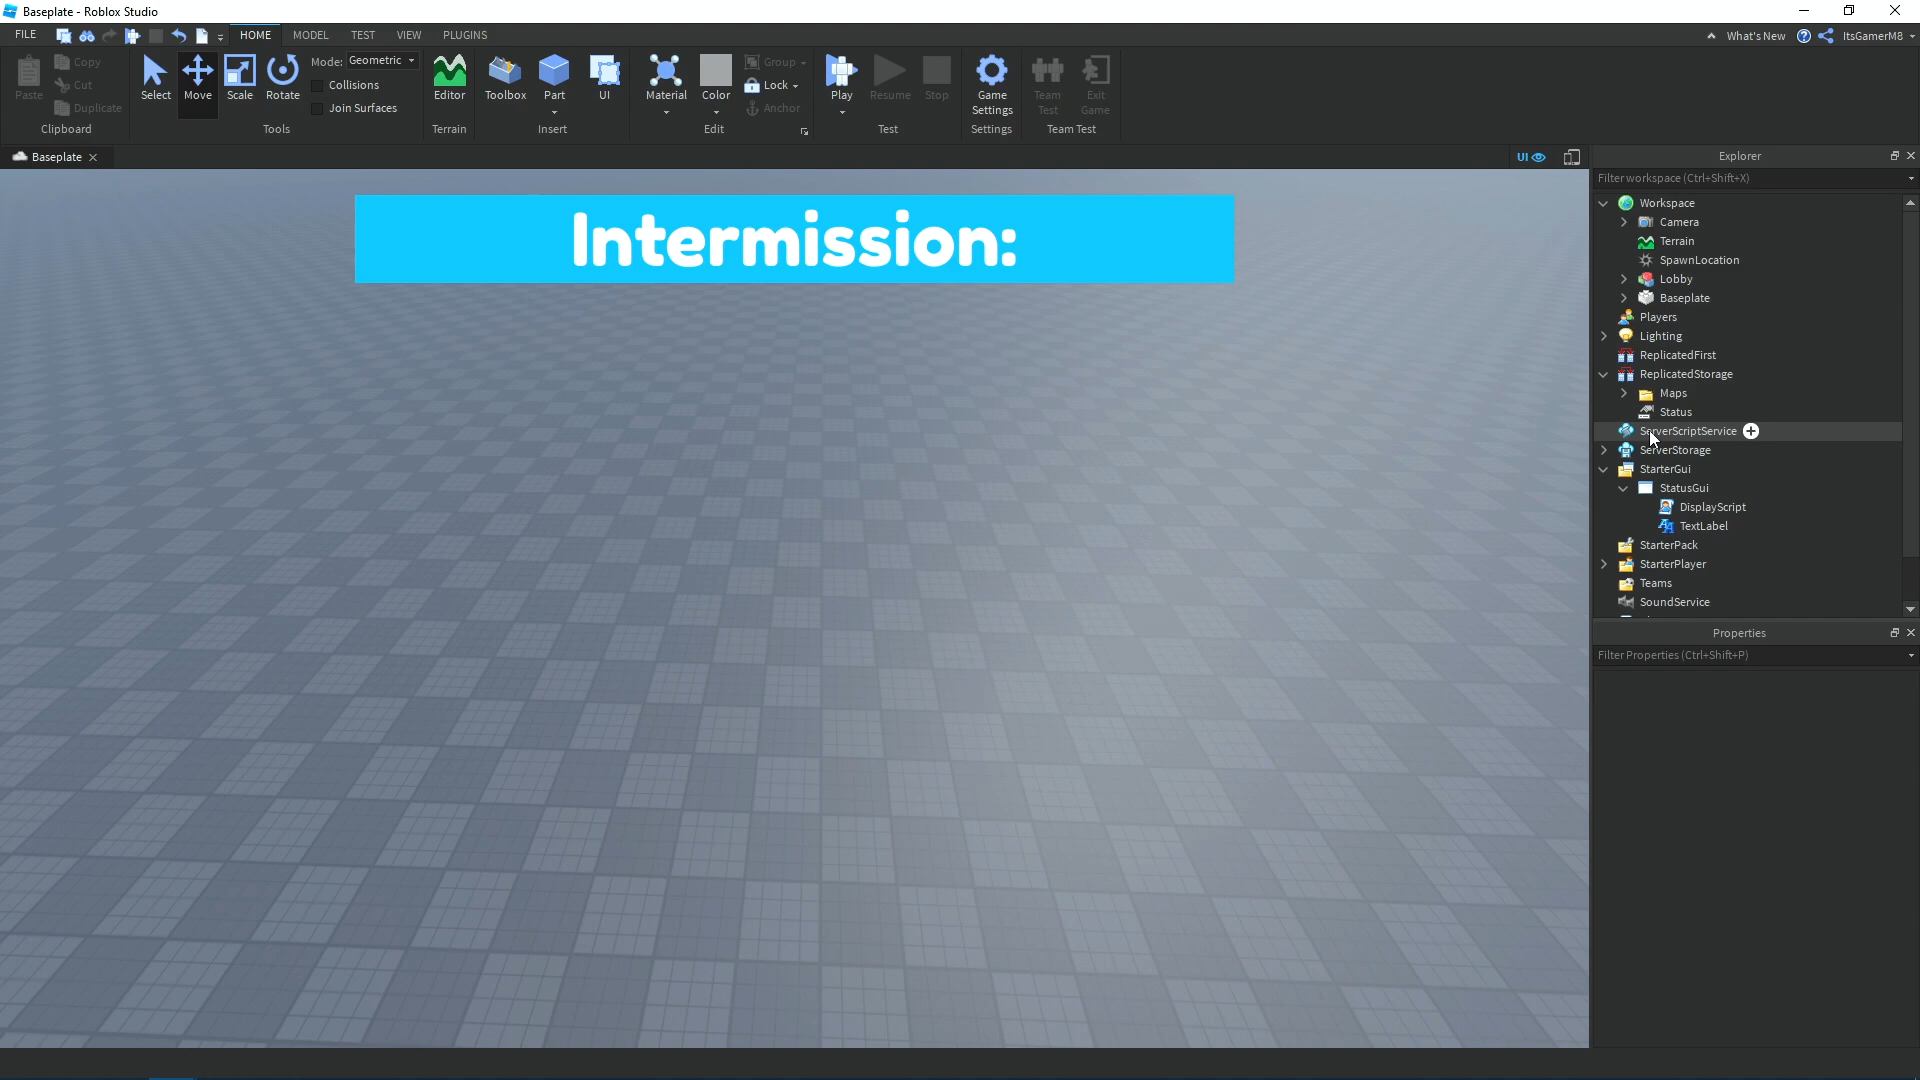 Baseplate - Roblox Studio
FILE HOME MODEL TEST VIEW PLUGINS What's New ItsGamerM8
Paste Copy Cut Duplicate
Clipboard
Select Move Scale Rotate
Mode: Geometric
Collisions
Join Surfaces
Tools
Editor
Terrain
Toolbox Part UI
Insert
Material Color
Group
Lock
Anchor
Edit
Play Resume Stop
Test
Game Settings
Settings
Team Test
Exit Game
Team Test
Baseplate
UI
Intermission:
Explorer
Filter workspace (Ctrl+Shift+X)
Workspace
Camera
Terrain
SpawnLocation
Lobby
Baseplate
Players
Lighting
ReplicatedFirst
ReplicatedStorage
Maps
Status
ServerScriptService
ServerStorage
StarterGui
StatusGui
DisplayScript
TextLabel
StarterPack
StarterPlayer
Teams
SoundService
Properties
Filter Properties (Ctrl+Shift+P)